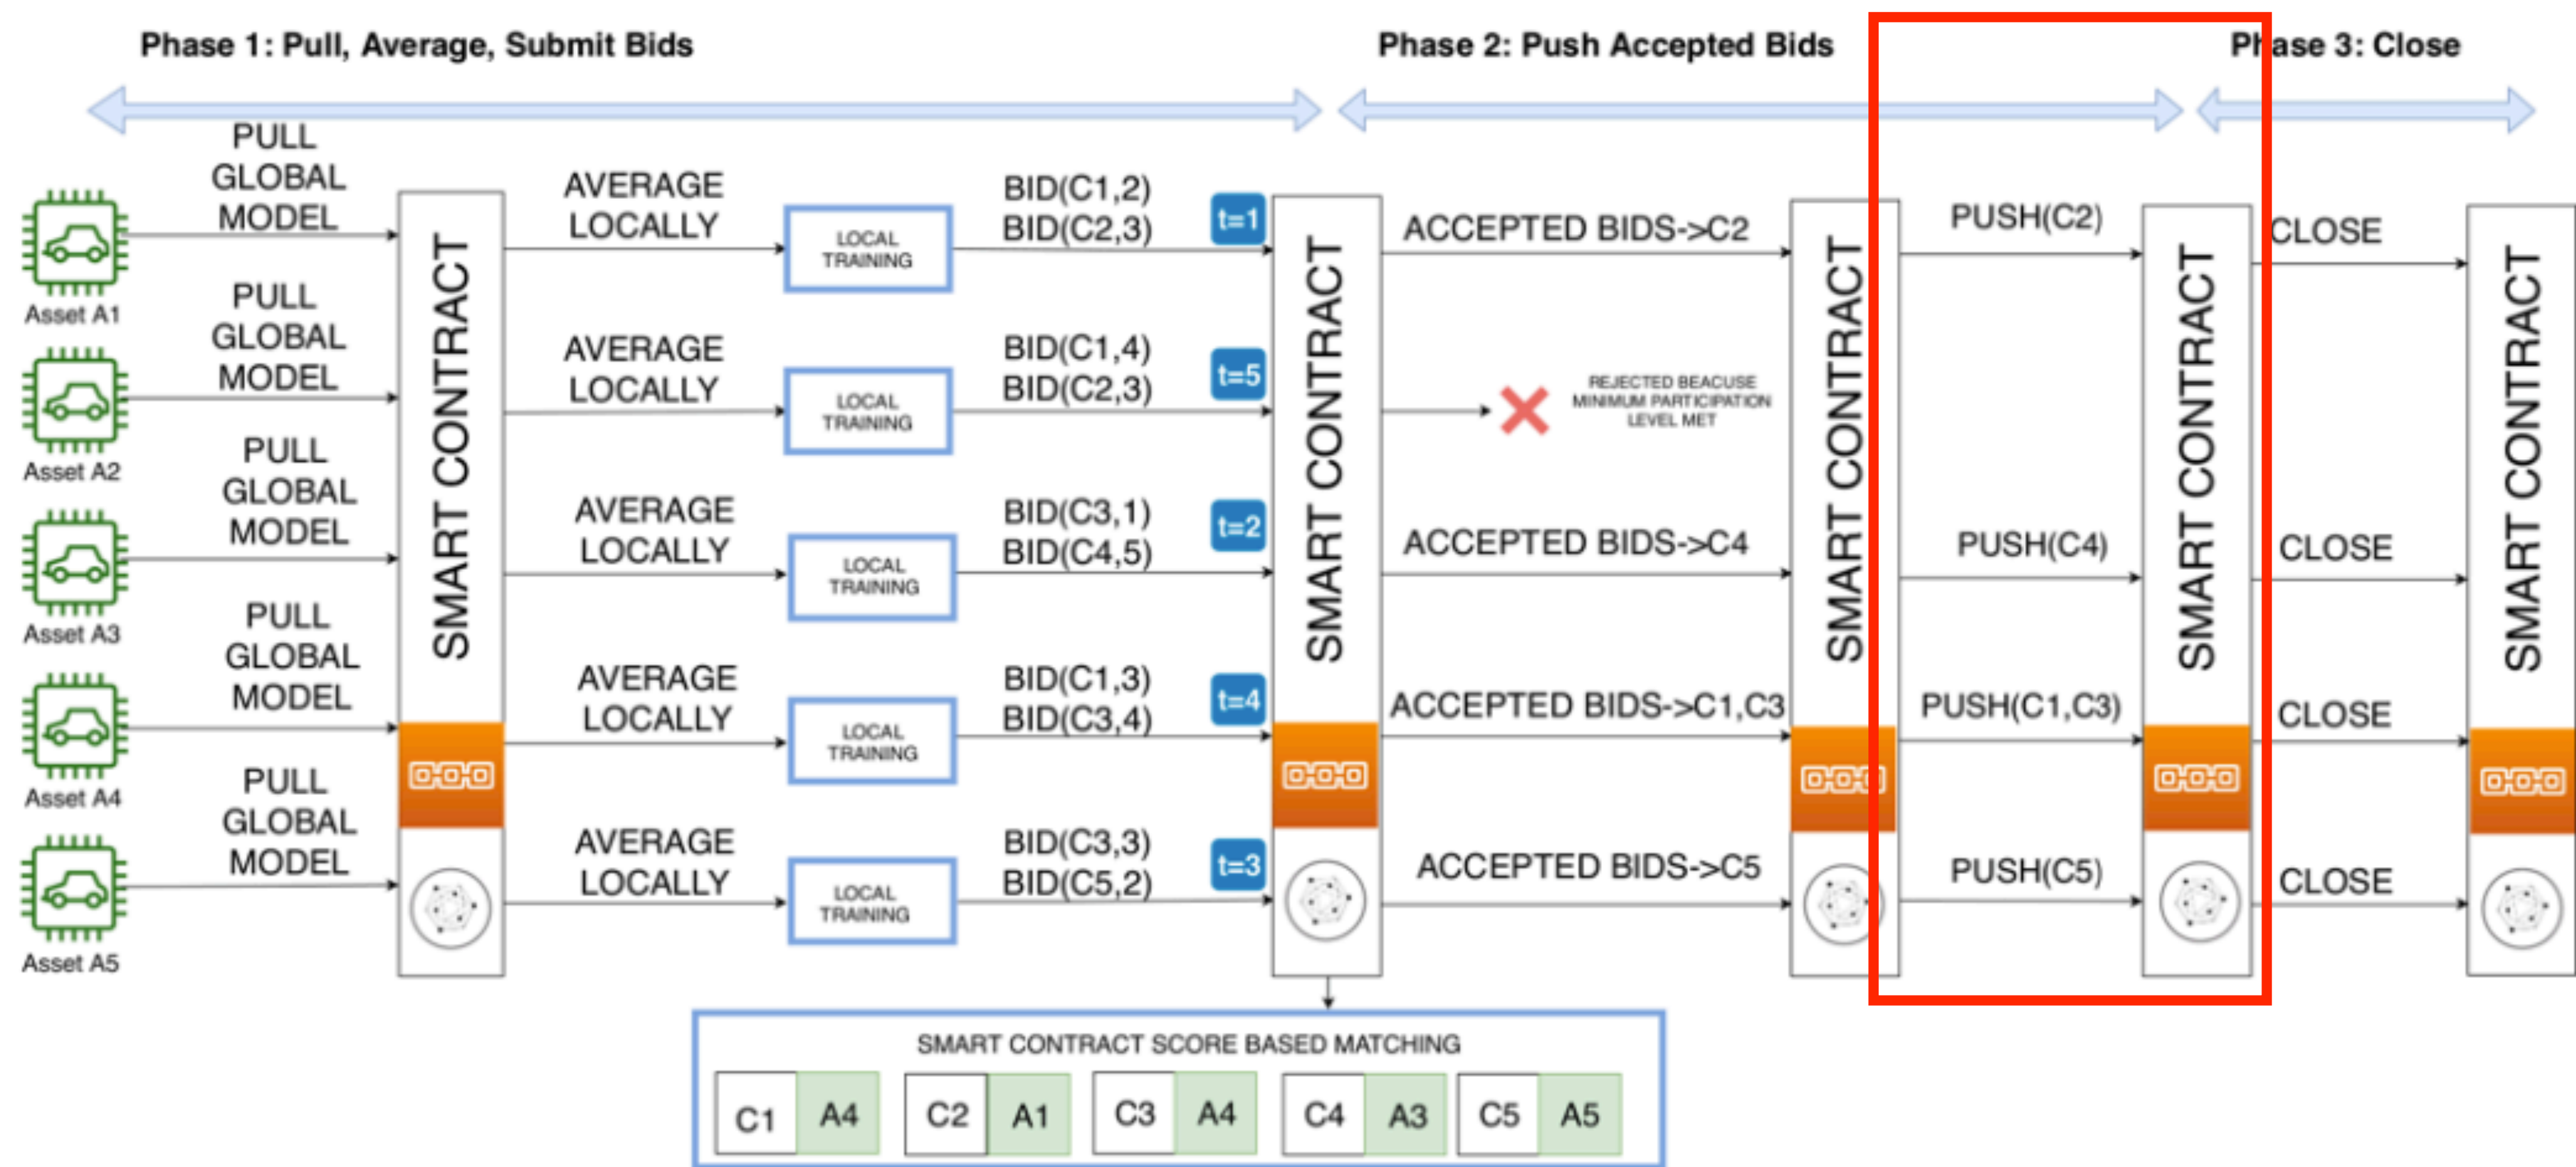 Phase 1: Pull, Average, Submit Bids
Phase 2: Push Accepted Bids
Phase 3: Close
PULL
GLOBAL
MODEL
Asset A1
PULL
GLOBAL
MODEL
Asset A2
PULL
GLOBAL
MODEL
Asset A3
PULL
GLOBAL
MODEL
Asset A4
PULL
GLOBAL
MODEL
Asset A5
SMART CONTRACT
AVERAGE
LOCALLY
LOCAL
TRAINING
BID(C1,2)
BID(C2,3)
t=1
AVERAGE
LOCALLY
LOCAL
TRAINING
BID(C1,4)
BID(C2,3)
t=5
AVERAGE
LOCALLY
LOCAL
TRAINING
BID(C3,1)
BID(C4,5)
t=2
AVERAGE
LOCALLY
LOCAL
TRAINING
BID(C1,3)
BID(C3,4)
t=4
AVERAGE
LOCALLY
LOCAL
TRAINING
BID(C3,3)
BID(C5,2)
t=3
SMART CONTRACT
ACCEPTED BIDS->C2
REJECTED BEACUSE
MINIMUM PARTICIPATION
LEVEL MET
ACCEPTED BIDS->C4
ACCEPTED BIDS->C1,C3
ACCEPTED BIDS->C5
SMART CONTRACT
PUSH(C2)
PUSH(C4)
PUSH(C1,C3)
PUSH(C5)
SMART CONTRACT
CLOSE
CLOSE
CLOSE
CLOSE
SMART CONTRACT
SMART CONTRACT SCORE BASED MATCHING
C1 A4 C2 A1 C3 A4 C4 A3 C5 A5